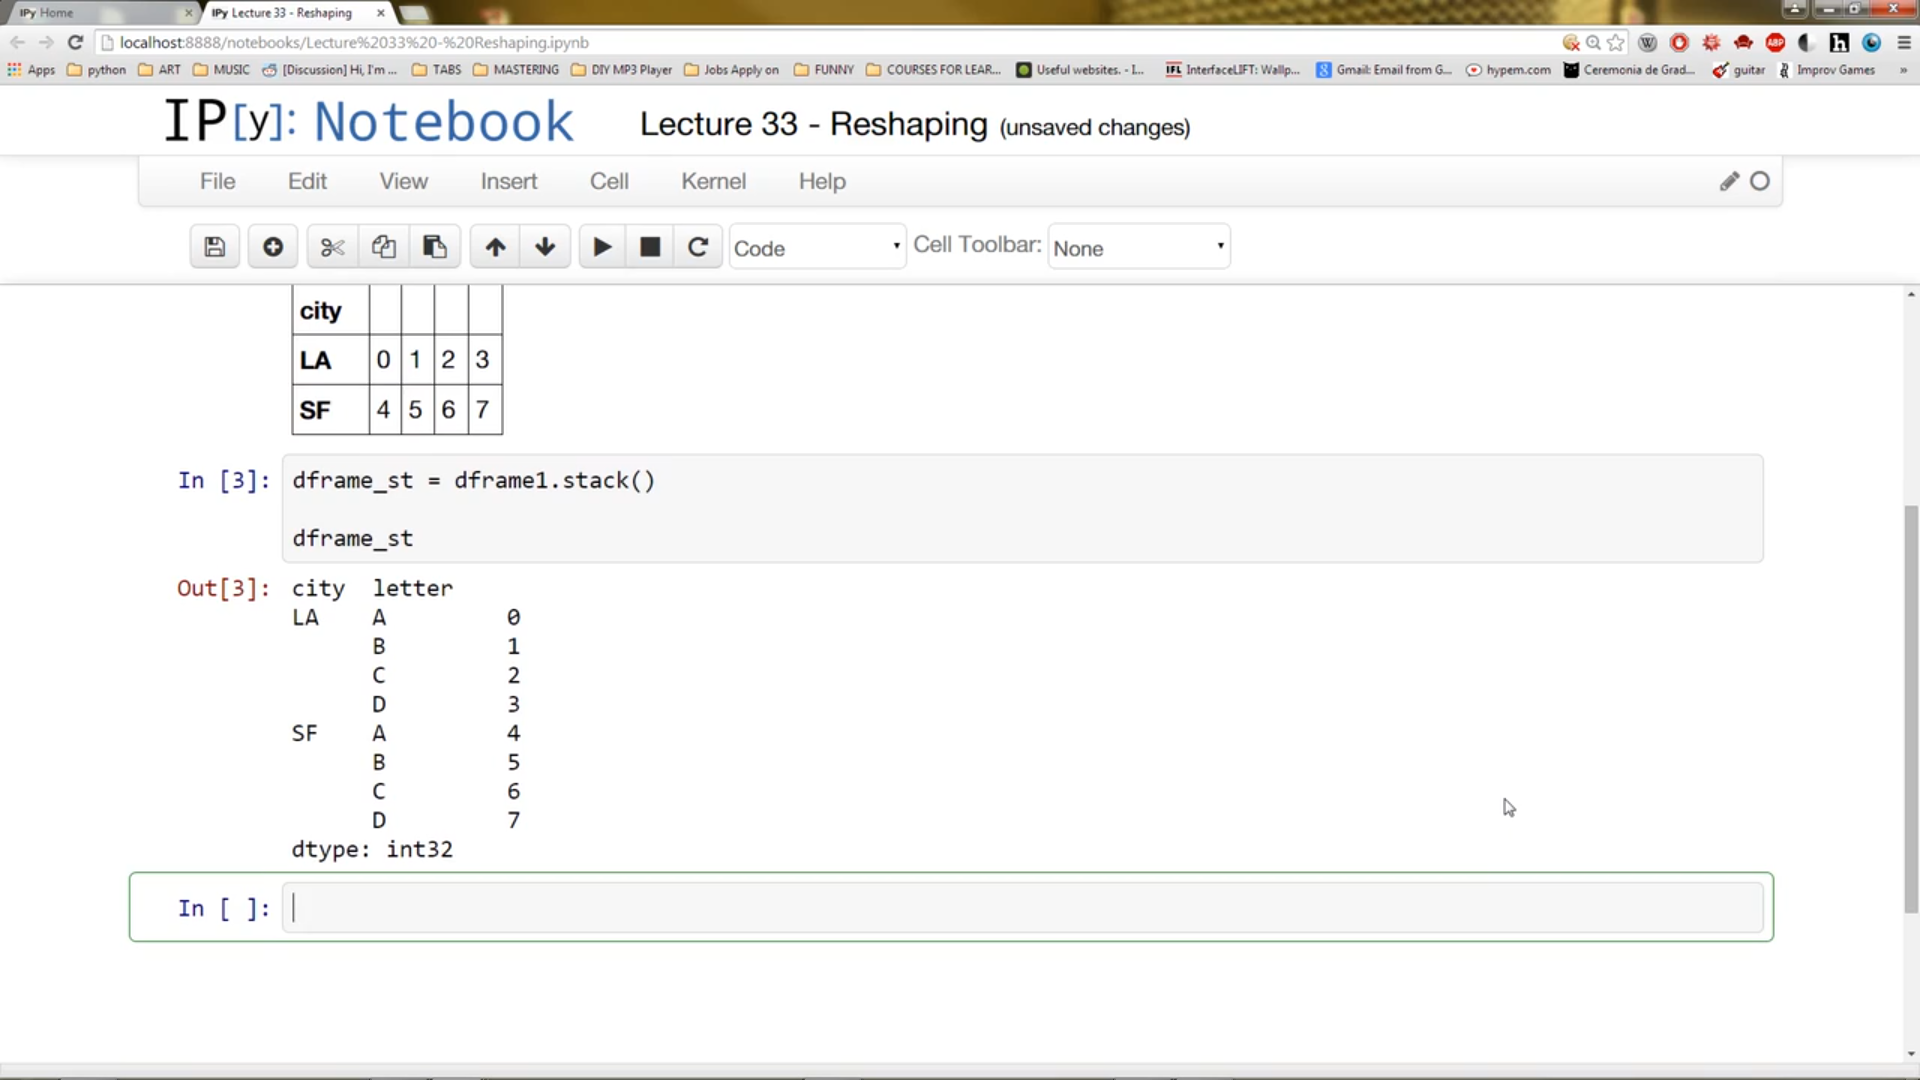 IPy Home
IPy Lecture 33 - Reshaping
localhost:8888/notebooks/Lecture%2033%20-%20Reshaping.ipynb
Apps python ART MUSIC [Discussion] Hi, I'm ... TABS MASTERING DIY MP3 Player Jobs Apply on FUNNY COURSES FOR LEAR... Useful websites. - I... IFL InterfaceLIFT: Wallp... Gmail: Email from G... hypem.com Ceremonia de Grad... guitar Improv Games »
IP[y]: Notebook Lecture 33 - Reshaping (unsaved changes)
File Edit View Insert Cell Kernel Help
Code Cell Toolbar: None
city
LA 0 1 2 3
SF 4 5 6 7
In [3]: dframe_st = dframe1.stack()
dframe_st
Out[3]: city letter
LA A 0
B 1
C 2
D 3
SF A 4
B 5
C 6
D 7
dtype: int32
In [ ]: